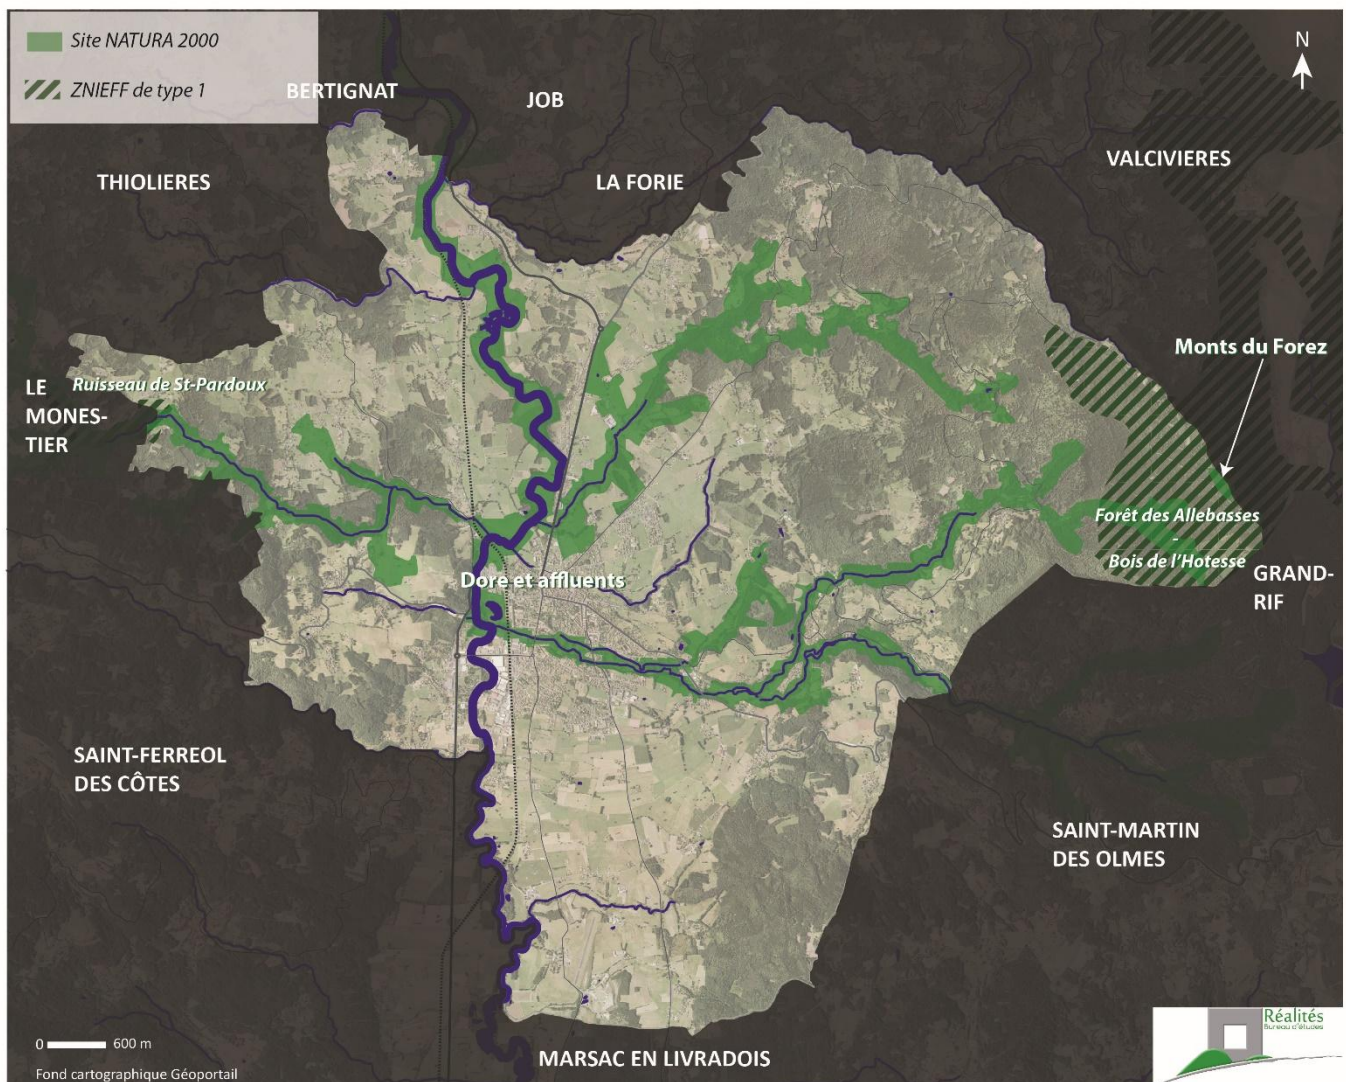 Site NATURA 2000
ZNIEFF de type 1
N
BERTIGNAT
JOB
THIOLIERES
LA FORIE
VALCIVIERES
Monts du Forez
LE
MONES-
TIER
Ruisseau de St-Pardoux
Forêt des Allebasses
-
Bois de l'Hotesse
GRAND-
RIF
Dore et affluents
SAINT-FERREOL
DES CÔTES
SAINT-MARTIN
DES OLMES
MARSAC EN LIVRADOIS
0 600 m
Fond cartographique Géoportail
Réalités
Bureau d'études